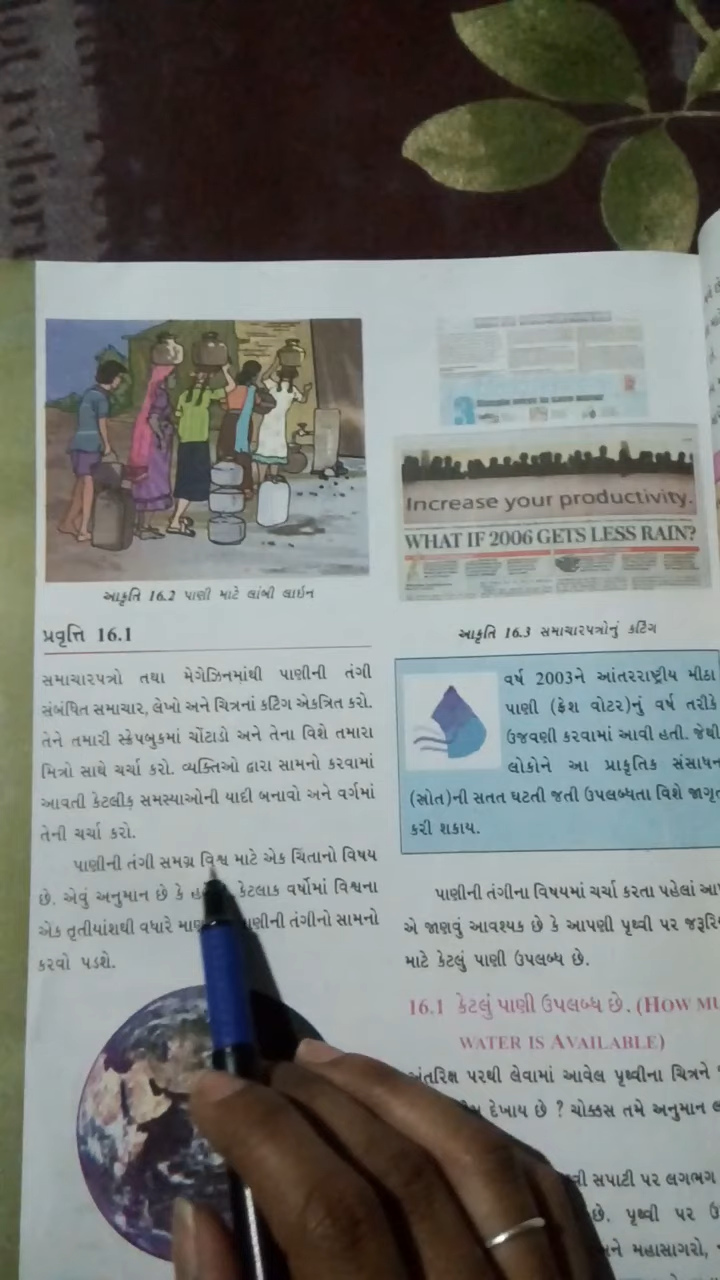 આકૃતિ 16.2 પાણી માટે લાંબી લાઇન
પ્રવૃત્તિ 16.1
સમાચારપત્રો તથા મેગેઝિનમાંથી પાણીની તંગી
સંબંધિત સમાચાર, લેખો અને ચિત્રનાં કટિંગ એકત્રિત કરો.
તેને તમારી સ્ક્રેપબુકમાં ચોંટાડો અને તેના વિશે તમારા
મિત્રો સાથે ચર્ચા કરો. વ્યક્તિઓ દ્વારા સામનો કરવામાં
આવતી કેટલીક સમસ્યાઓની યાદી બનાવો અને વર્ગમાં
તેની ચર્ચા કરો.
પાણીની તંગી સમગ્ર વિશ્વ માટે એક ચિંતાનો વિષય
છે. એવું અનુમાન છે કે કેટલાક વર્ષોમાં વિશ્વના
એક તૃતીયાંશથી વધારે પાણીની તંગીનો સામનો
કરવો પડશે.
Increase your productivity.
WHAT IF 2006 GETS LESS RAIN?
આકૃતિ 16.3 સમાચારપત્રોનું કટિંગ
વર્ષ 2003ને આંતરરાષ્ટ્રીય મીઠા
પાણી (ફ્રેશ વોટર)નું વર્ષ તરીકે
ઉજવણી કરવામાં આવી હતી. જેથી
લોકોને આ પ્રાકૃતિક સંસાધન
(સ્રોત)ની સતત ઘટતી જતી ઉપલબ્ધતા વિશે જાગૃત
કરી શકાય.
પાણીની તંગીના વિષયમાં ચર્ચા કરતા પહેલાં
એ જાણવું આવશ્યક છે કે આપણી પૃથ્વી પર
માટે કેટલું પાણી ઉપલબ્ધ છે.
16.1 કેટલું પાણી ઉપલબ્ધ છે. (HOW
WATER IS AVAILABLE)
અંતરિક્ષ પરથી લેવામાં આવેલ પૃથ્વીના ચિત્રને
દેખાય છે ? ચોક્કસ તમે અનુમાન
સપાટી પર લગભગ
છે. પૃથ્વી પર
અને મહાસાગરો,